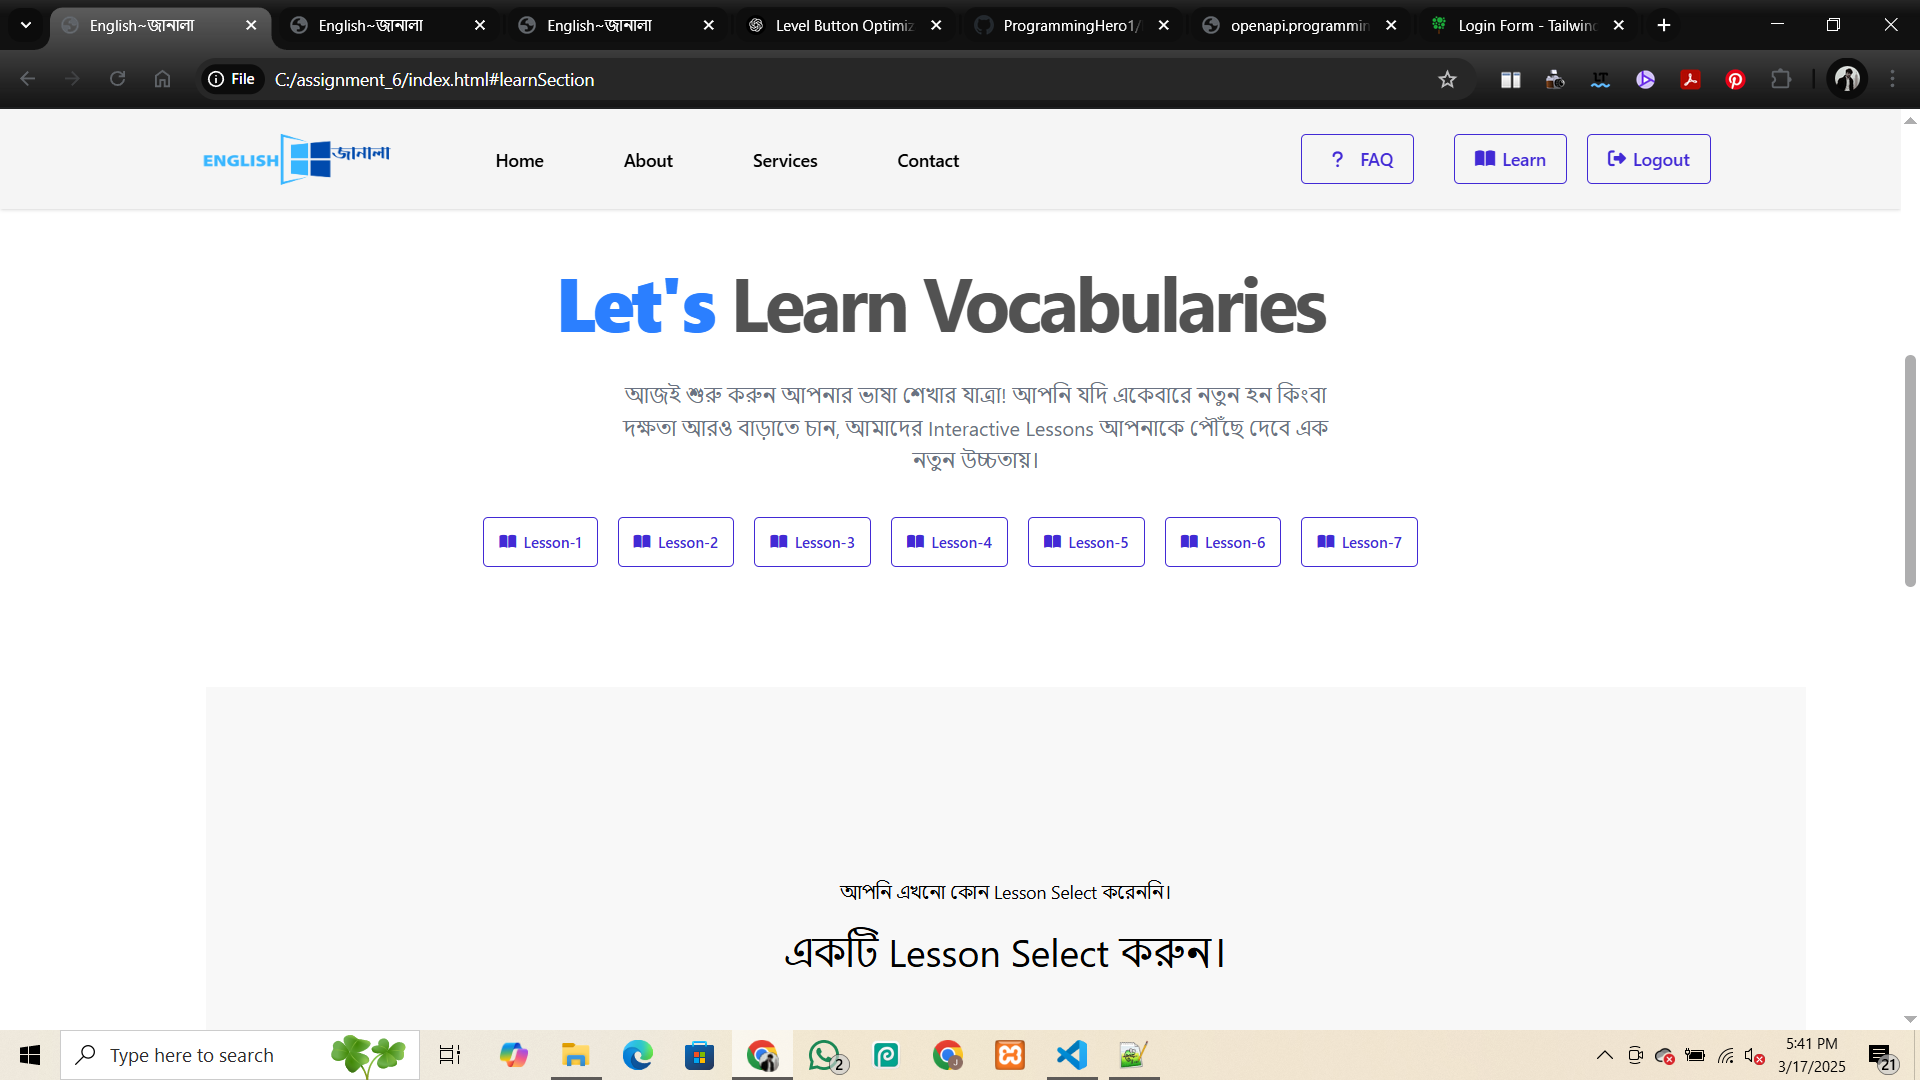 English~জানালা
English~জানালা
English~জানালা
Level Button Optimiz
ProgrammingHero1/
openapi.programmin
Login Form - Tailwind
File
C:/assignment_6/index.html#learnSection
ENGLISH জানালা
Home
About
Services
Contact
? FAQ
Learn
Logout
Let's Learn Vocabularies
আজই শুরু করুন আপনার ভাষা শেখার যাত্রা! আপনি যদি একেবারে নতুন হন কিংবা
দক্ষতা আরও বাড়াতে চান, আমাদের Interactive Lessons আপনাকে পৌঁছে দেবে এক
নতুন উচ্চতায়।
Lesson-1
Lesson-2
Lesson-3
Lesson-4
Lesson-5
Lesson-6
Lesson-7
আপনি এখনো কোন Lesson Select করেননি।
একটি Lesson Select করুন।
Type here to search
2
5:41 PM
3/17/2025
21